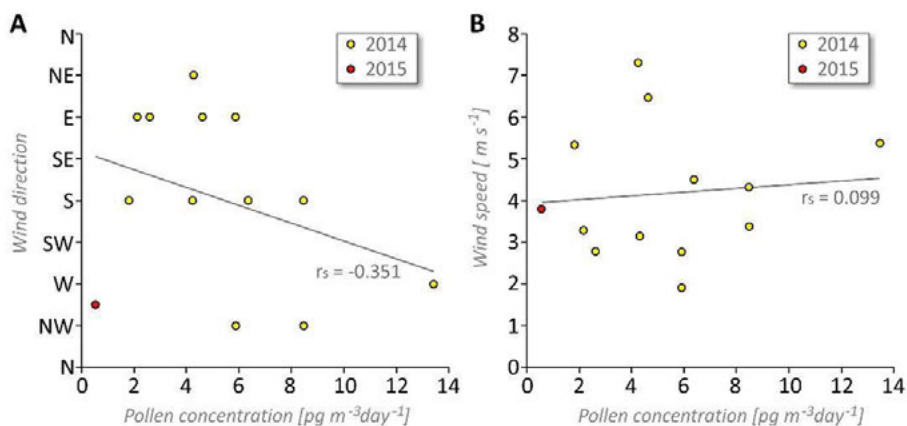 A
N
NE
E
SE
S
SW
W
NW
N
Wind direction
2014
2015
rs = -0.351
0 2 4 6 8 10 12 14
Pollen concentration [pg m⁻³day⁻¹]
B
8
7
6
5
4
3
2
1
0
Wind speed [ m s⁻¹]
2014
2015
rs = 0.099
0 2 4 6 8 10 12 14
Pollen concentration [pg m⁻³day⁻¹]